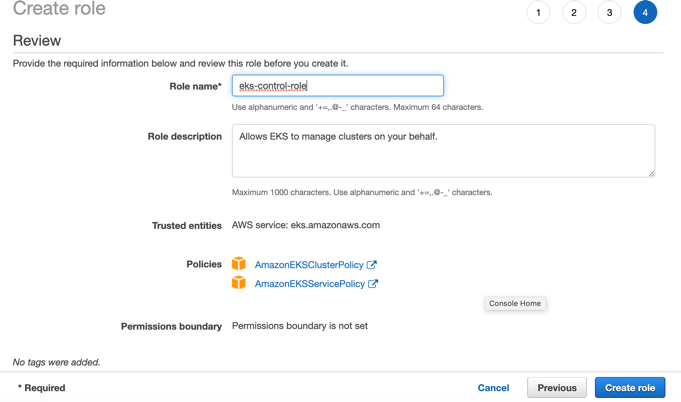 Create role
1 2 3 4
Review
Provide the required information below and review this role before you create it.
Role name* eks-control-role
Use alphanumeric and '+=,.@-_' characters. Maximum 64 characters.
Role description Allows EKS to manage clusters on your behalf.
Maximum 1000 characters. Use alphanumeric and '+=,.@-_' characters.
Trusted entities AWS service: eks.amazonaws.com
Policies AmazonEKSClusterPolicy
AmazonEKSServicePolicy
Console Home
Permissions boundary Permissions boundary is not set
No tags were added.
* Required Cancel Previous Create role